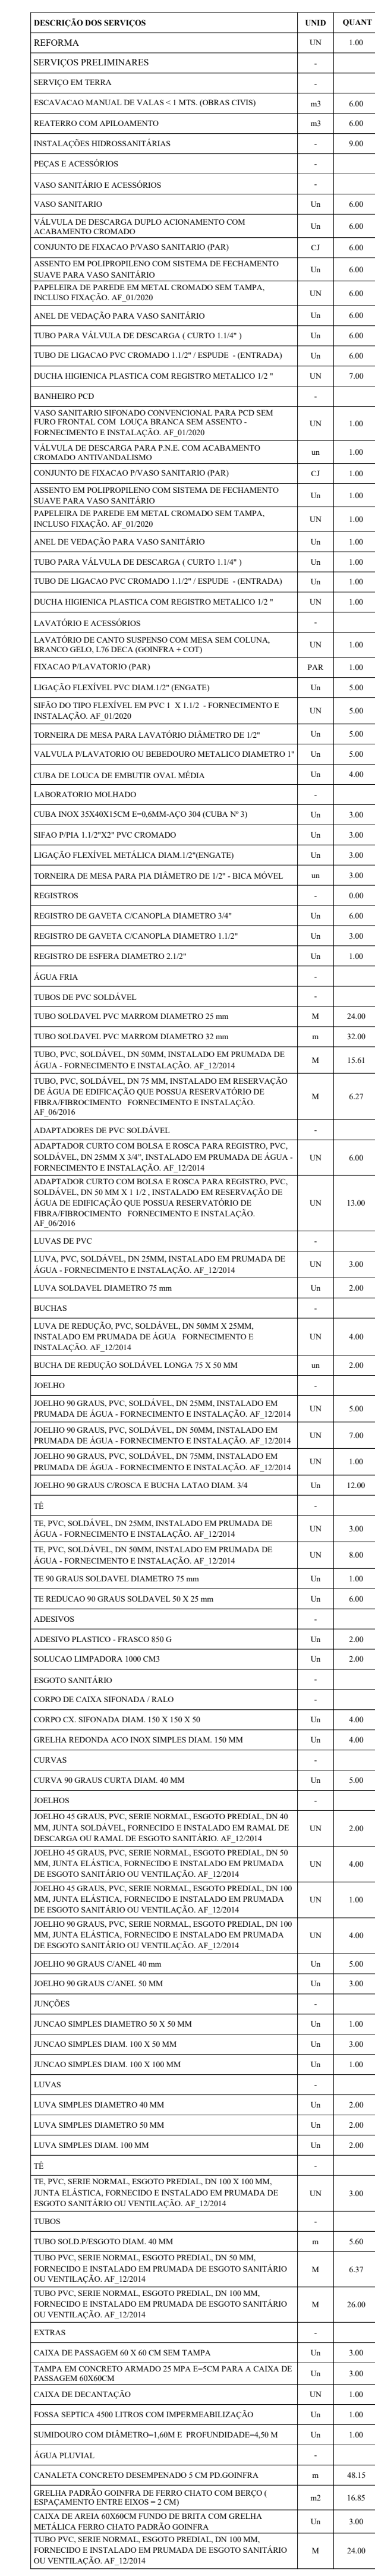 DESCRIÇÃO DOS SERVIÇOS UNID QUANT
REFORMA UN 1.00
SERVIÇOS PRELIMINARES -
SERVIÇO EM TERRA -
ESCAVACAO MANUAL DE VALAS < 1 MTS. (OBRAS CIVIS) m3 6.00
REATERRO COM APILOAMENTO m3 6.00
INSTALAÇÕES HIDROSSANITÁRIAS - 9.00
PEÇAS E ACESSÓRIOS -
VASO SANITÁRIO E ACESSÓRIOS -
VASO SANITARIO Un 6.00
VÁLVULA DE DESCARGA DUPLO ACIONAMENTO COM
ACABAMENTO CROMADO Un 6.00
CONJUNTO DE FIXACAO P/VASO SANITARIO (PAR) CJ 6.00
ASSENTO EM POLIPROPILENO COM SISTEMA DE FECHAMENTO
SUAVE PARA VASO SANITÁRIO Un 6.00
PAPELEIRA DE PAREDE EM METAL CROMADO SEM TAMPA,
INCLUSO FIXAÇÃO. AF_01/2020 UN 6.00
ANEL DE VEDAÇÃO PARA VASO SANITÁRIO Un 6.00
TUBO PARA VÁLVULA DE DESCARGA ( CURTO 1.1/4" ) Un 6.00
TUBO DE LIGACAO PVC CROMADO 1.1/2" / ESPUDE - (ENTRADA) Un 6.00
DUCHA HIGIENICA PLASTICA COM REGISTRO METALICO 1/2 " UN 7.00
BANHEIRO PCD -
VASO SANITARIO SIFONADO CONVENCIONAL PARA PCD SEM
FURO FRONTAL COM LOUÇA BRANCA SEM ASSENTO -
FORNECIMENTO E INSTALAÇÃO. AF_01/2020 UN 1.00
VÁLVULA DE DESCARGA PARA P.N.E. COM ACABAMENTO
CROMADO ANTIVANDALISMO un 1.00
CONJUNTO DE FIXACAO P/VASO SANITARIO (PAR) CJ 1.00
ASSENTO EM POLIPROPILENO COM SISTEMA DE FECHAMENTO
SUAVE PARA VASO SANITÁRIO Un 1.00
PAPELEIRA DE PAREDE EM METAL CROMADO SEM TAMPA,
INCLUSO FIXAÇÃO. AF_01/2020 UN 1.00
ANEL DE VEDAÇÃO PARA VASO SANITÁRIO Un 1.00
TUBO PARA VÁLVULA DE DESCARGA ( CURTO 1.1/4" ) Un 1.00
TUBO DE LIGACAO PVC CROMADO 1.1/2" / ESPUDE - (ENTRADA) Un 1.00
DUCHA HIGIENICA PLASTICA COM REGISTRO METALICO 1/2 " UN 1.00
LAVATÓRIO E ACESSÓRIOS -
LAVATÓRIO DE CANTO SUSPENSO COM MESA SEM COLUNA,
BRANCO GELO, L76 DECA (GOINFRA + COT) UN 1.00
FIXACAO P/LAVATORIO (PAR) PAR 1.00
LIGAÇÃO FLEXÍVEL PVC DIAM.1/2" (ENGATE) Un 5.00
SIFÃO DO TIPO FLEXÍVEL EM PVC 1 X 1.1/2 - FORNECIMENTO E
INSTALAÇÃO. AF_01/2020 UN 5.00
TORNEIRA DE MESA PARA LAVATÓRIO DIÂMETRO DE 1/2" Un 5.00
VALVULA P/LAVATORIO OU BEBEDOURO METALICO DIAMETRO 1" Un 5.00
CUBA DE LOUCA DE EMBUTIR OVAL MÉDIA Un 4.00
LABORATORIO MOLHADO -
CUBA INOX 35X40X15CM E=0,6MM-AÇO 304 (CUBA Nº 3) Un 3.00
SIFAO P/PIA 1.1/2"X2" PVC CROMADO Un 3.00
LIGAÇÃO FLEXÍVEL METÁLICA DIAM.1/2"(ENGATE) Un 3.00
TORNEIRA DE MESA PARA PIA DIÂMETRO DE 1/2" - BICA MÓVEL un 3.00
REGISTROS - 0.00
REGISTRO DE GAVETA C/CANOPLA DIAMETRO 3/4" Un 6.00
REGISTRO DE GAVETA C/CANOPLA DIAMETRO 1.1/2" Un 3.00
REGISTRO DE ESFERA DIAMETRO 2.1/2" Un 1.00
ÁGUA FRIA -
TUBOS DE PVC SOLDÁVEL -
TUBO SOLDAVEL PVC MARROM DIAMETRO 25 mm M 24.00
TUBO SOLDAVEL PVC MARROM DIAMETRO 32 mm m 32.00
TUBO, PVC, SOLDÁVEL, DN 50MM, INSTALADO EM PRUMADA DE
ÁGUA - FORNECIMENTO E INSTALAÇÃO. AF_12/2014 M 15.61
TUBO, PVC, SOLDÁVEL, DN 75 MM, INSTALADO EM RESERVAÇÃO
DE ÁGUA DE EDIFICAÇÃO QUE POSSUA RESERVATÓRIO DE
FIBRA/FIBROCIMENTO FORNECIMENTO E INSTALAÇÃO.
AF_06/2016 M 6.27
ADAPTADORES DE PVC SOLDÁVEL -
ADAPTADOR CURTO COM BOLSA E ROSCA PARA REGISTRO, PVC,
SOLDÁVEL, DN 25MM X 3/4", INSTALADO EM PRUMADA DE ÁGUA -
FORNECIMENTO E INSTALAÇÃO. AF_12/2014 UN 6.00
ADAPTADOR CURTO COM BOLSA E ROSCA PARA REGISTRO, PVC,
SOLDÁVEL, DN 50 MM X 1 1/2 , INSTALADO EM RESERVAÇÃO DE
ÁGUA DE EDIFICAÇÃO QUE POSSUA RESERVATÓRIO DE
FIBRA/FIBROCIMENTO FORNECIMENTO E INSTALAÇÃO.
AF_06/2016 UN 13.00
LUVAS DE PVC -
LUVA, PVC, SOLDÁVEL, DN 25MM, INSTALADO EM PRUMADA DE
ÁGUA - FORNECIMENTO E INSTALAÇÃO. AF_12/2014 UN 3.00
LUVA SOLDAVEL DIAMETRO 75 mm Un 2.00
BUCHAS -
LUVA DE REDUÇÃO, PVC, SOLDÁVEL, DN 50MM X 25MM,
INSTALADO EM PRUMADA DE ÁGUA FORNECIMENTO E
INSTALAÇÃO. AF_12/2014 UN 4.00
BUCHA DE REDUÇÃO SOLDÁVEL LONGA 75 X 50 MM un 2.00
JOELHO -
JOELHO 90 GRAUS, PVC, SOLDÁVEL, DN 25MM, INSTALADO EM
PRUMADA DE ÁGUA - FORNECIMENTO E INSTALAÇÃO. AF_12/2014 UN 5.00
JOELHO 90 GRAUS, PVC, SOLDÁVEL, DN 50MM, INSTALADO EM
PRUMADA DE ÁGUA - FORNECIMENTO E INSTALAÇÃO. AF_12/2014 UN 7.00
JOELHO 90 GRAUS, PVC, SOLDÁVEL, DN 75MM, INSTALADO EM
PRUMADA DE ÁGUA - FORNECIMENTO E INSTALAÇÃO. AF_12/2014 UN 1.00
JOELHO 90 GRAUS C/ROSCA E BUCHA LATAO DIAM. 3/4 Un 12.00
TÊ -
TE, PVC, SOLDÁVEL, DN 25MM, INSTALADO EM PRUMADA DE
ÁGUA - FORNECIMENTO E INSTALAÇÃO. AF_12/2014 UN 3.00
TE, PVC, SOLDÁVEL, DN 50MM, INSTALADO EM PRUMADA DE
ÁGUA - FORNECIMENTO E INSTALAÇÃO. AF_12/2014 UN 8.00
TE 90 GRAUS SOLDAVEL DIAMETRO 75 mm Un 1.00
TE REDUCAO 90 GRAUS SOLDAVEL 50 X 25 mm Un 6.00
ADESIVOS -
ADESIVO PLASTICO - FRASCO 850 G Un 2.00
SOLUCAO LIMPADORA 1000 CM3 Un 2.00
ESGOTO SANITÁRIO -
CORPO DE CAIXA SIFONADA / RALO -
CORPO CX. SIFONADA DIAM. 150 X 150 X 50 Un 4.00
GRELHA REDONDA ACO INOX SIMPLES DIAM. 150 MM Un 4.00
CURVAS -
CURVA 90 GRAUS CURTA DIAM. 40 MM Un 5.00
JOELHOS -
JOELHO 45 GRAUS, PVC, SERIE NORMAL, ESGOTO PREDIAL, DN 40
MM, JUNTA SOLDÁVEL, FORNECIDO E INSTALADO EM RAMAL DE
DESCARGA OU RAMAL DE ESGOTO SANITÁRIO. AF_12/2014 UN 2.00
JOELHO 45 GRAUS, PVC, SERIE NORMAL, ESGOTO PREDIAL, DN 50
MM, JUNTA ELÁSTICA, FORNECIDO E INSTALADO EM PRUMADA
DE ESGOTO SANITÁRIO OU VENTILAÇÃO. AF_12/2014 UN 4.00
JOELHO 45 GRAUS, PVC, SERIE NORMAL, ESGOTO PREDIAL, DN 100
MM, JUNTA ELÁSTICA, FORNECIDO E INSTALADO EM PRUMADA
DE ESGOTO SANITÁRIO OU VENTILAÇÃO. AF_12/2014 UN 1.00
JOELHO 90 GRAUS, PVC, SERIE NORMAL, ESGOTO PREDIAL, DN 100
MM, JUNTA ELÁSTICA, FORNECIDO E INSTALADO EM PRUMADA
DE ESGOTO SANITÁRIO OU VENTILAÇÃO. AF_12/2014 UN 4.00
JOELHO 90 GRAUS C/ANEL 40 mm Un 5.00
JOELHO 90 GRAUS C/ANEL 50 MM Un 3.00
JUNÇÕES -
JUNCAO SIMPLES DIAMETRO 50 X 50 MM Un 1.00
JUNCAO SIMPLES DIAM. 100 X 50 MM Un 3.00
JUNCAO SIMPLES DIAM. 100 X 100 MM Un 1.00
LUVAS -
LUVA SIMPLES DIAMETRO 40 MM Un 2.00
LUVA SIMPLES DIAMETRO 50 MM Un 2.00
LUVA SIMPLES DIAM. 100 MM Un 2.00
TÊ -
TE, PVC, SERIE NORMAL, ESGOTO PREDIAL, DN 100 X 100 MM,
JUNTA ELÁSTICA, FORNECIDO E INSTALADO EM PRUMADA DE
ESGOTO SANITÁRIO OU VENTILAÇÃO. AF_12/2014 UN 3.00
TUBOS -
TUBO SOLD.P/ESGOTO DIAM. 40 MM m 5.60
TUBO PVC, SERIE NORMAL, ESGOTO PREDIAL, DN 50 MM,
FORNECIDO E INSTALADO EM PRUMADA DE ESGOTO SANITÁRIO
OU VENTILAÇÃO. AF_12/2014 M 6.37
TUBO PVC, SERIE NORMAL, ESGOTO PREDIAL, DN 100 MM,
FORNECIDO E INSTALADO EM PRUMADA DE ESGOTO SANITÁRIO
OU VENTILAÇÃO. AF_12/2014 M 26.00
EXTRAS -
CAIXA DE PASSAGEM 60 X 60 CM SEM TAMPA Un 3.00
TAMPA EM CONCRETO ARMADO 25 MPA E=5CM PARA A CAIXA DE
PASSAGEM 60X60CM Un 3.00
CAIXA DE DECANTAÇÃO UN 1.00
FOSSA SEPTICA 4500 LITROS COM IMPERMEABILIZAÇÃO Un 1.00
SUMIDOURO COM DIÂMETRO=1,60M E PROFUNDIDADE=4,50 M Un 1.00
ÁGUA PLUVIAL -
CANALETA CONCRETO DESEMPENADO 5 CM PD.GOINFRA m 48.15
GRELHA PADRÃO GOINFRA DE FERRO CHATO COM BERÇO (
ESPAÇAMENTO ENTRE EIXOS = 2 CM) m2 16.85
CAIXA DE AREIA 60X60CM FUNDO DE BRITA COM GRELHA
METÁLICA FERRO CHATO PADRÃO GOINFRA Un 3.00
TUBO PVC, SERIE NORMAL, ESGOTO PREDIAL, DN 100 MM,
FORNECIDO E INSTALADO EM PRUMADA DE ESGOTO SANITÁRIO
OU VENTILAÇÃO. AF_12/2014 M 24.00